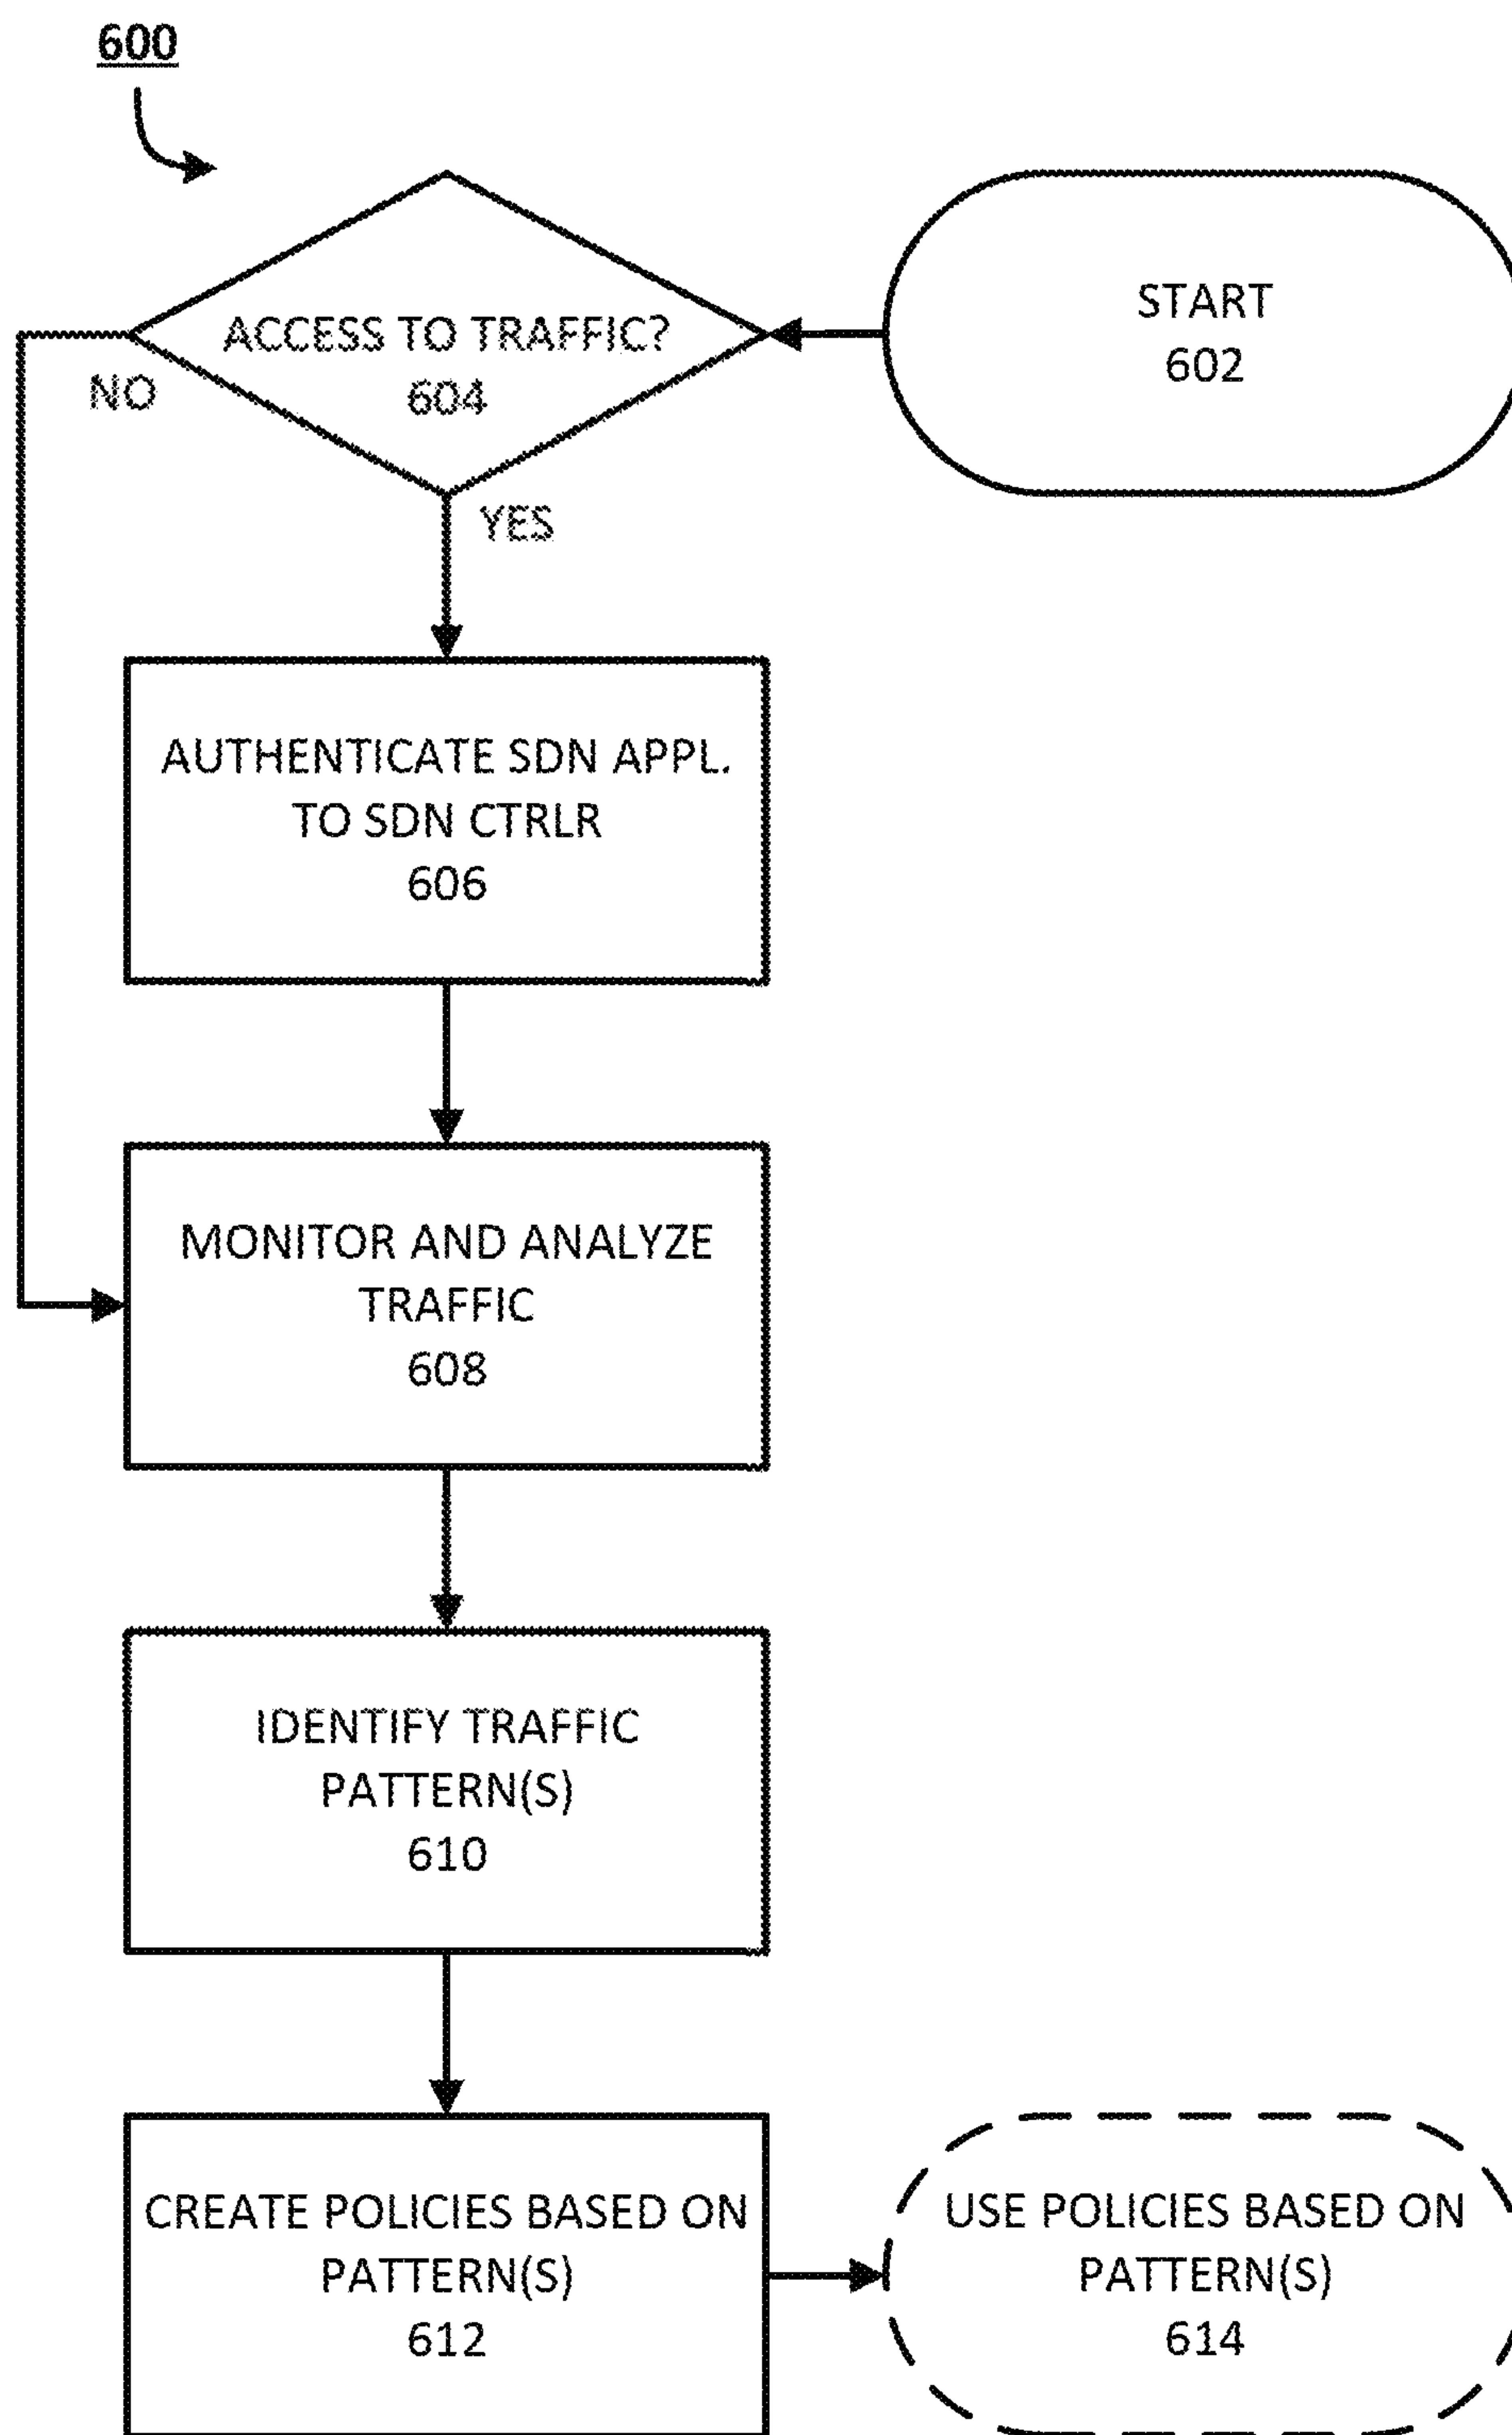 600
START
602
ACCESS TO TRAFFIC?
604
NO
YES
AUTHENTICATE SDN APPL.
TO SDN CTRLR
606
MONITOR AND ANALYZE
TRAFFIC
608
IDENTIFY TRAFFIC
PATTERN(S)
610
CREATE POLICIES BASED ON
PATTERN(S)
612
USE POLICIES BASED ON
PATTERN(S)
614